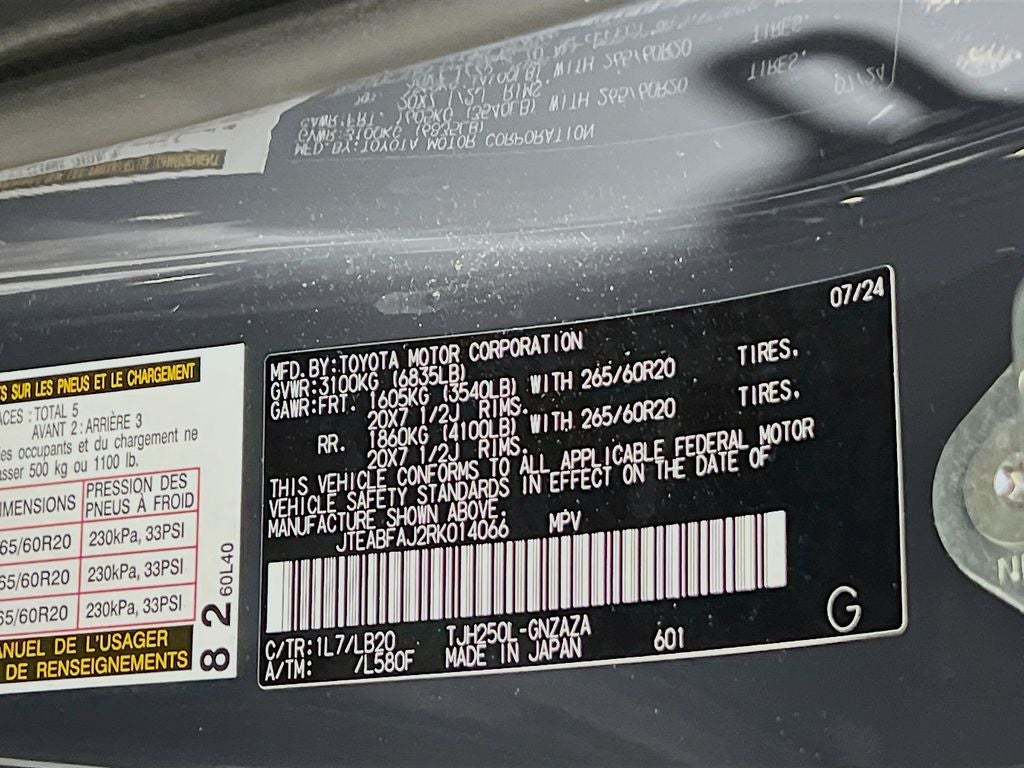 07/24
MFD. BY:TOYOTA MOTOR CORPORATION
GVWR:3100KG (6835LB)
GAWR:FRT. 1605KG (3540LB) WITH 265/60R20 TIRES,
20X7 1/2J RIMS.
RR. 1860KG (4100LB) WITH 265/60R20 TIRES,
20X7 1/2J RIMS.
THIS VEHICLE CONFORMS TO ALL APPLICABLE FEDERAL MOTOR
VEHICLE SAFETY STANDARDS IN EFFECT ON THE DATE OF
MANUFACTURE SHOWN ABOVE.
JTEABFAJ2RK014066 MPV
C/TR:1L7/LB20 TJH250L-GNZAZA 601
A/TM: /L580F MADE IN JAPAN
G
SUR LES PNEUS ET LE CHARGEMENT
:TOTAL 5
AVANT 2:ARRIÈRE 3
occupants et du chargement ne
500 kg ou 1100 lb.
PRESSION DES
PNEUS À FROID
65/60R20 230kPa, 33PSI
65/60R20 230kPa, 33PSI
65/60R20 230kPa, 33PSI
DE L'USAGER
DE RENSEIGNEMENTS
82 60L40